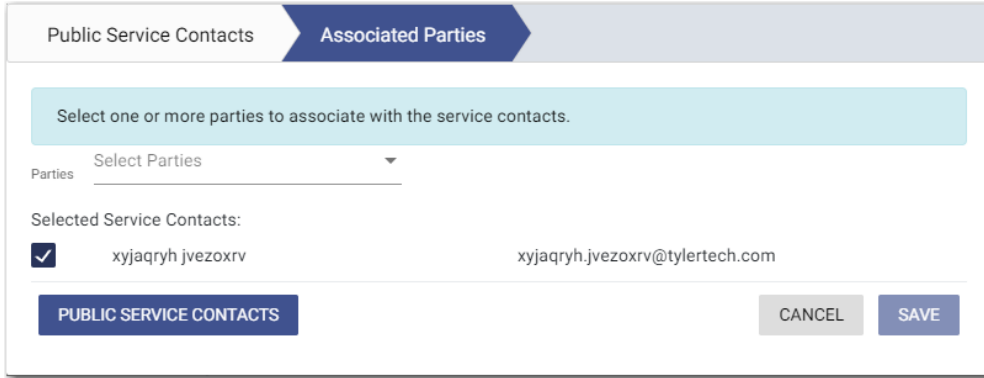 Public Service Contacts
Associated Parties
Select one or more parties to associate with the service contacts.
Parties
Select Parties
Selected Service Contacts:
xyjaqryh jvezoxrv
xyjaqryh.jvezoxrv@tylertech.com
PUBLIC SERVICE CONTACTS
CANCEL
SAVE